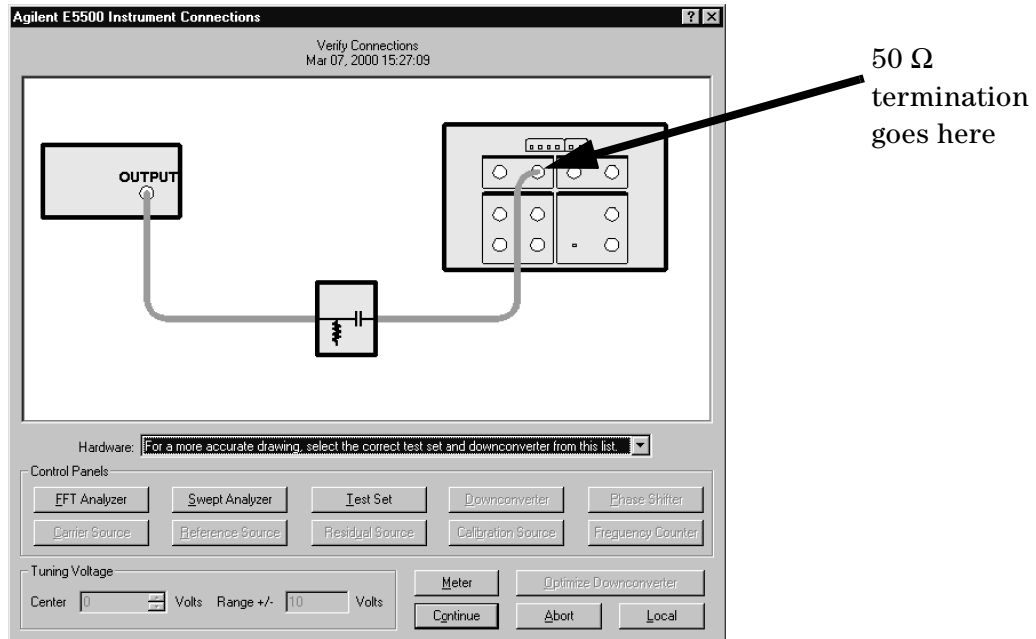 Agilent E5500 Instrument Connections
Verify Connections
Mar 07, 2000 15:27:09
50 Ω
termination
goes here
OUTPUT
Hardware: For a more accurate drawing, select the correct test set and downconverter from this list.
Control Panels
FFT Analyzer Swept Analyzer Test Set Downconverter Phase Shifter
Carrier Source Reference Source Residual Source Calibration Source Frequency Counter
Tuning Voltage
Center 0 Volts Range +/- 10 Volts
Meter Optimize Downconverter
Continue Abort Local